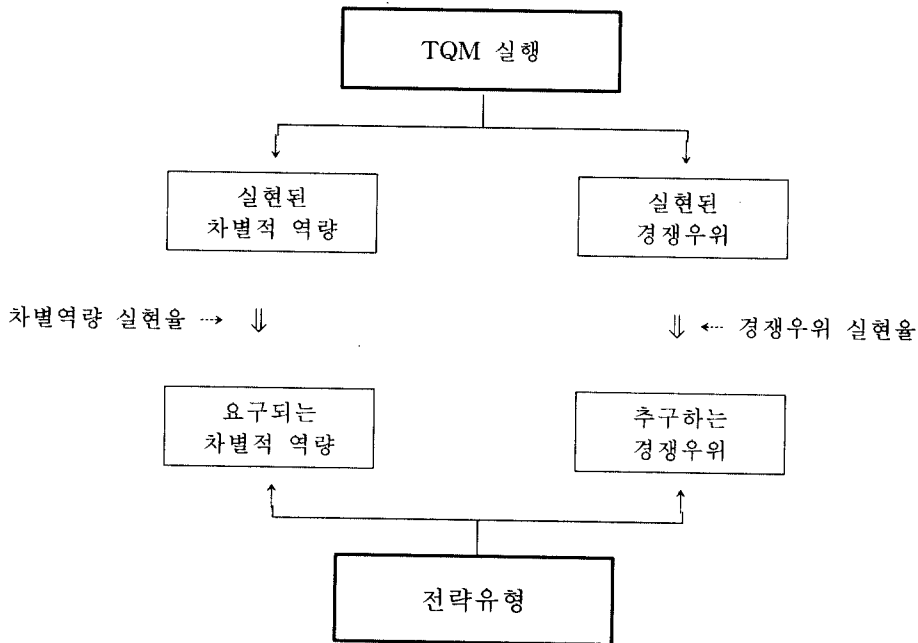 TQM 실행
실현된
차별적 역량
실현된
경쟁우위
차별역량 실현율 ⇢ ⇓
⇓ ⇠ 경쟁우위 실현율
요구되는
차별적 역량
추구하는
경쟁우위
전략유형